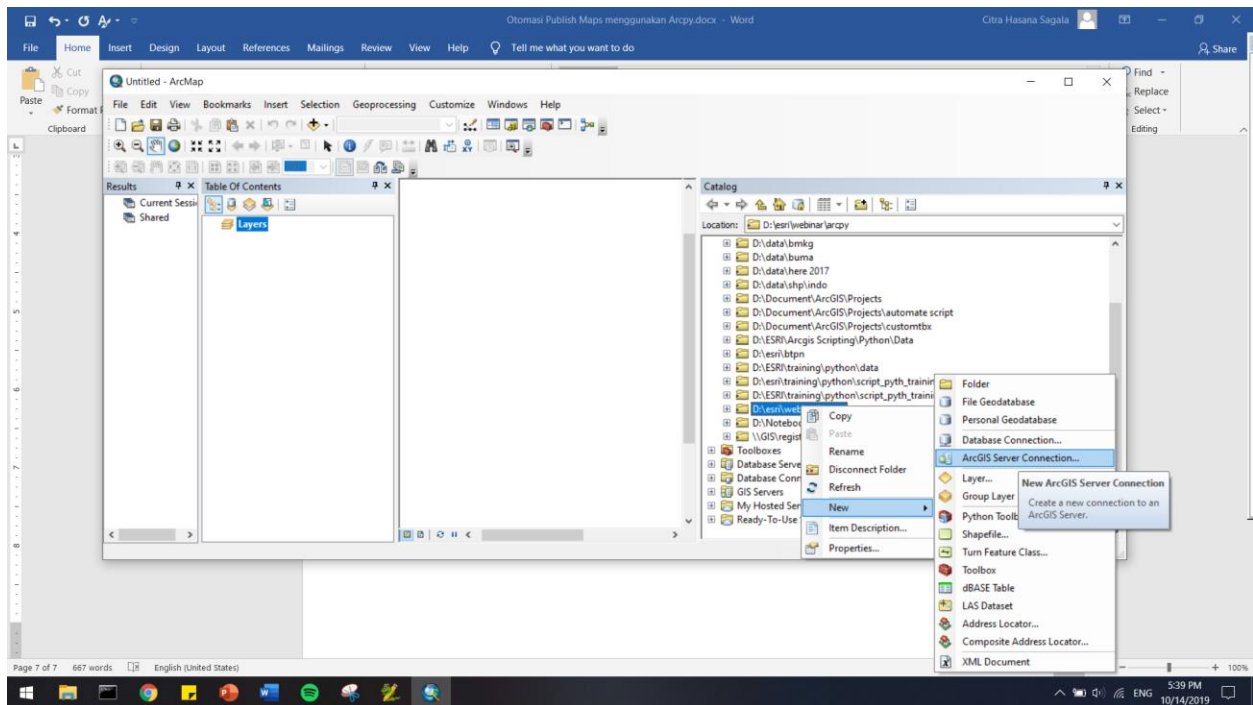 Otomasi Publish Maps menggunakan Arcpy.docx - Word
Citra Hasana Sagala
File Home Insert Design Layout References Mailings Review View Help Tell me what you want to do
Share
Cut
Copy
Paste
Format
Clipboard
Find
Replace
Select
Editing
Untitled - ArcMap
File Edit View Bookmarks Insert Selection Geoprocessing Customize Windows Help
Results
Current Sessi
Shared
Table Of Contents
Layers
Catalog
Location: D:\esri\webinar\arcpy
D:\data\bmkg
D:\data\buma
D:\data\here 2017
D:\data\shp\indo
D:\Document\ArcGIS\Projects
D:\Document\ArcGIS\Projects\automate script
D:\Document\ArcGIS\Projects\customtbx
D:\ESRI\Arcgis Scripting\Python\Data
D:\esri\btpn
D:\ESRI\training\python\data
D:\esri\training\python\script_pyth_trainin
D:\ESRI\training\python\script_pyth_traini
D:\esri\web
D:\Notebo
\\GIS\regist
Toolboxes
Database Serve
Database Conn
GIS Servers
My Hosted Ser
Ready-To-Use
Copy
Paste
Rename
Disconnect Folder
Refresh
New
Item Description...
Properties...
Folder
File Geodatabase
Personal Geodatabase
Database Connection...
ArcGIS Server Connection...
Layer...
Group Layer
Python Toolb
Shapefile...
Turn Feature Class...
Toolbox
dBASE Table
LAS Dataset
Address Locator...
Composite Address Locator...
XML Document
New ArcGIS Server Connection
Create a new connection to an
ArcGIS Server.
Page 7 of 7 667 words English (United States)
100%
ENG
5:39 PM
10/14/2019